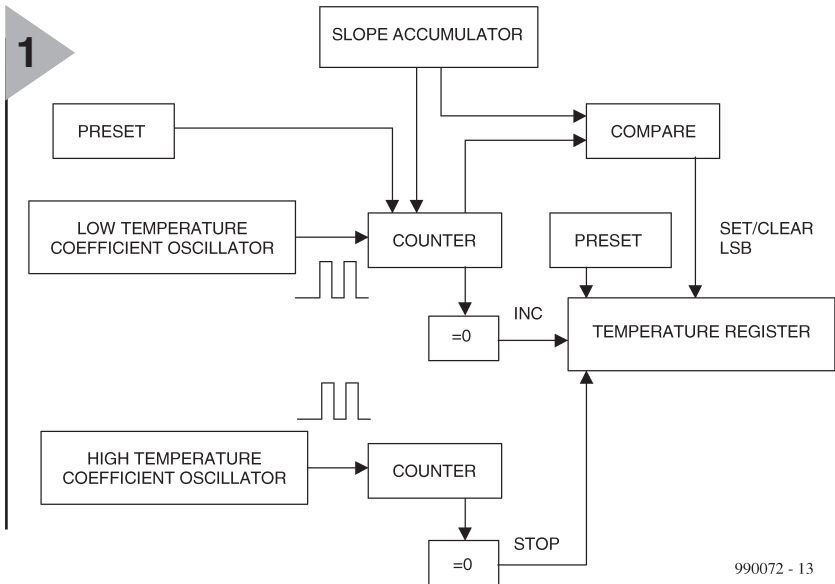 1
SLOPE ACCUMULATOR
PRESET
COMPARE
LOW TEMPERATURE
COEFFICIENT OSCILLATOR
COUNTER
PRESET
SET/CLEAR
LSB
=0
INC
TEMPERATURE REGISTER
HIGH TEMPERATURE
COEFFICIENT OSCILLATOR
COUNTER
=0
STOP
990072 - 13